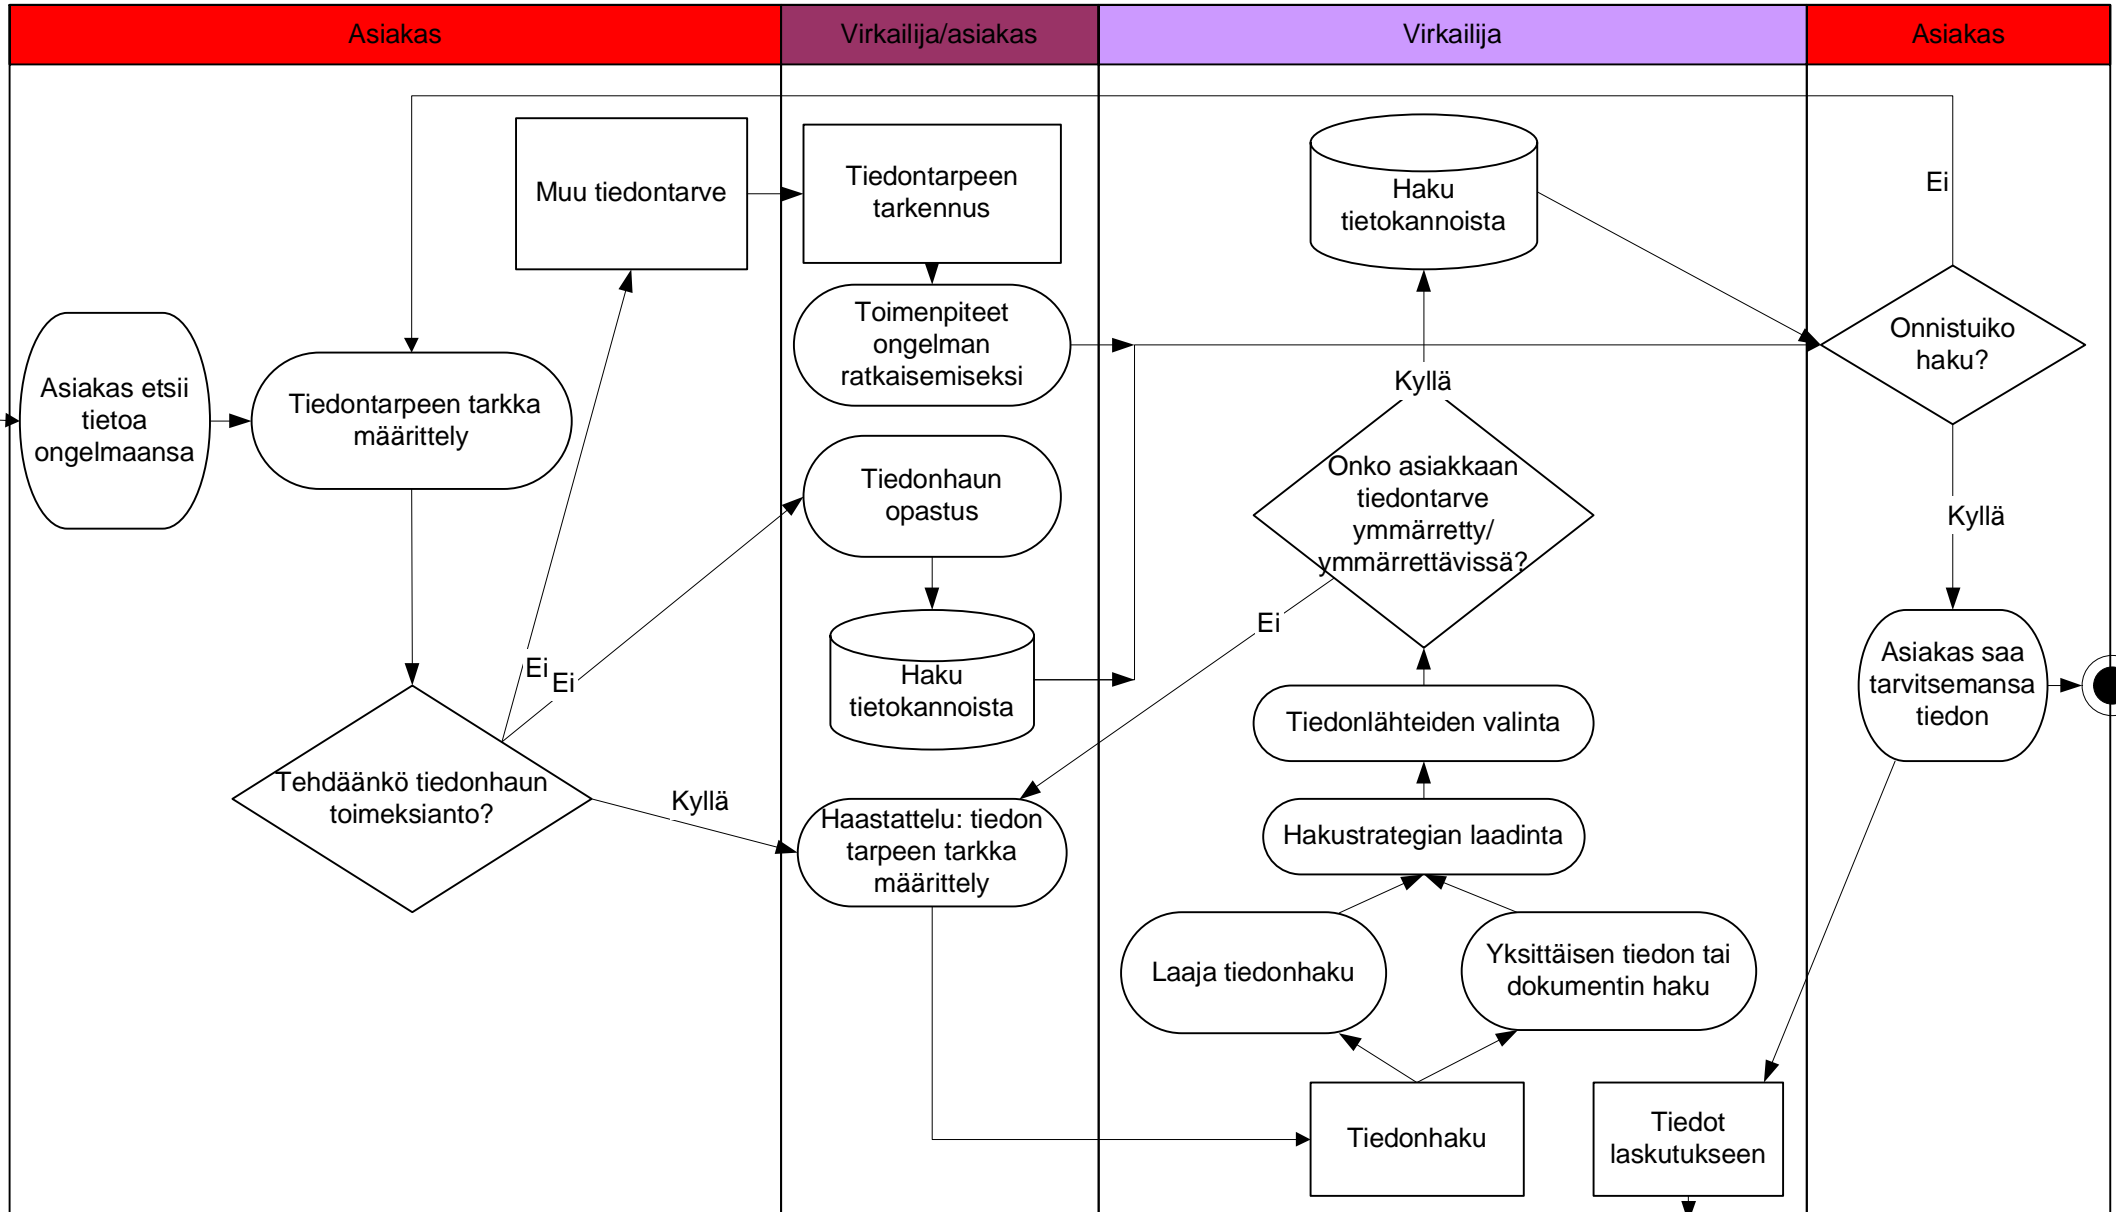 Asiakas
Virkailija/asiakas
Virkailija
Asiakas
Muu tiedontarve
Tiedontarpeen
tarkennus
Haku
tietokannoista
Ei
Toimenpiteet
ongelman
ratkaisemiseksi
Onnistuiko
haku?
Asiakas etsii
tietoa
ongelmaansa
Tiedontarpeen tarkka
määrittely
Kyllä
Tiedonhaun
opastus
Onko asiakkaan
tiedontarve
ymmärretty/
ymmärrettävissä?
Kyllä
Ei
Ei
Ei
Haku
tietokannoista
Asiakas saa
tarvitsemansa
tiedon
Tiedonlähteiden valinta
Tehdäänkö tiedonhaun
toimeksianto?
Kyllä
Haastattelu: tiedon
tarpeen tarkka
määrittely
Hakustrategian laadinta
Laaja tiedonhaku
Yksittäisen tiedon tai
dokumentin haku
Tiedonhaku
Tiedot
laskutukseen